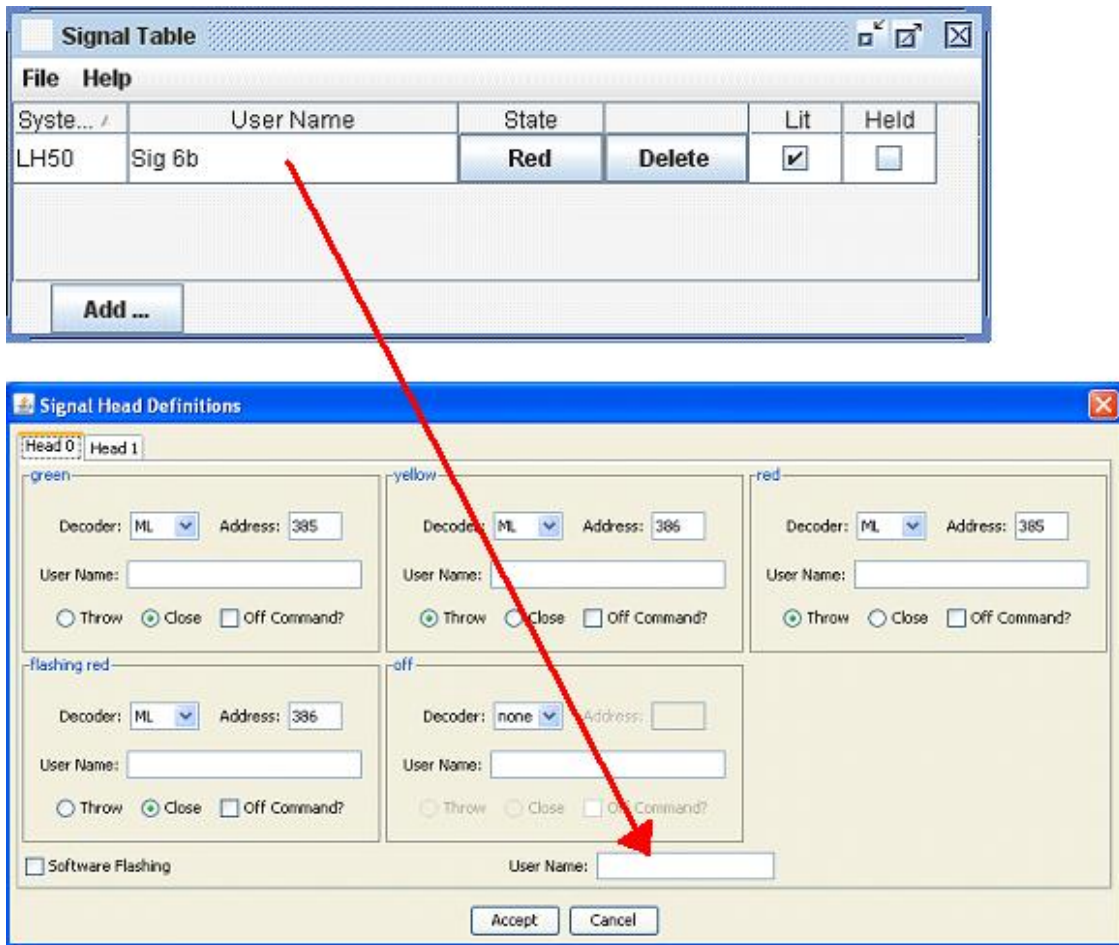 Signal Table
File Help
Syste... User Name State Lit Held
LH50 Sig 6b Red Delete
Add ...
Signal Head Definitions
Head 0 Head 1
green yellow red
Decoder: ML Address: 385 Decoder: ML Address: 386 Decoder: ML Address: 385
User Name: User Name: User Name:
Throw Close Off Command? Throw Close Off Command? Throw Close Off Command?
flashing red off
Decoder: ML Address: 386 Decoder: none Address:
User Name: User Name:
Throw Close Off Command? Throw Close Off Command?
Software Flashing User Name:
Accept Cancel